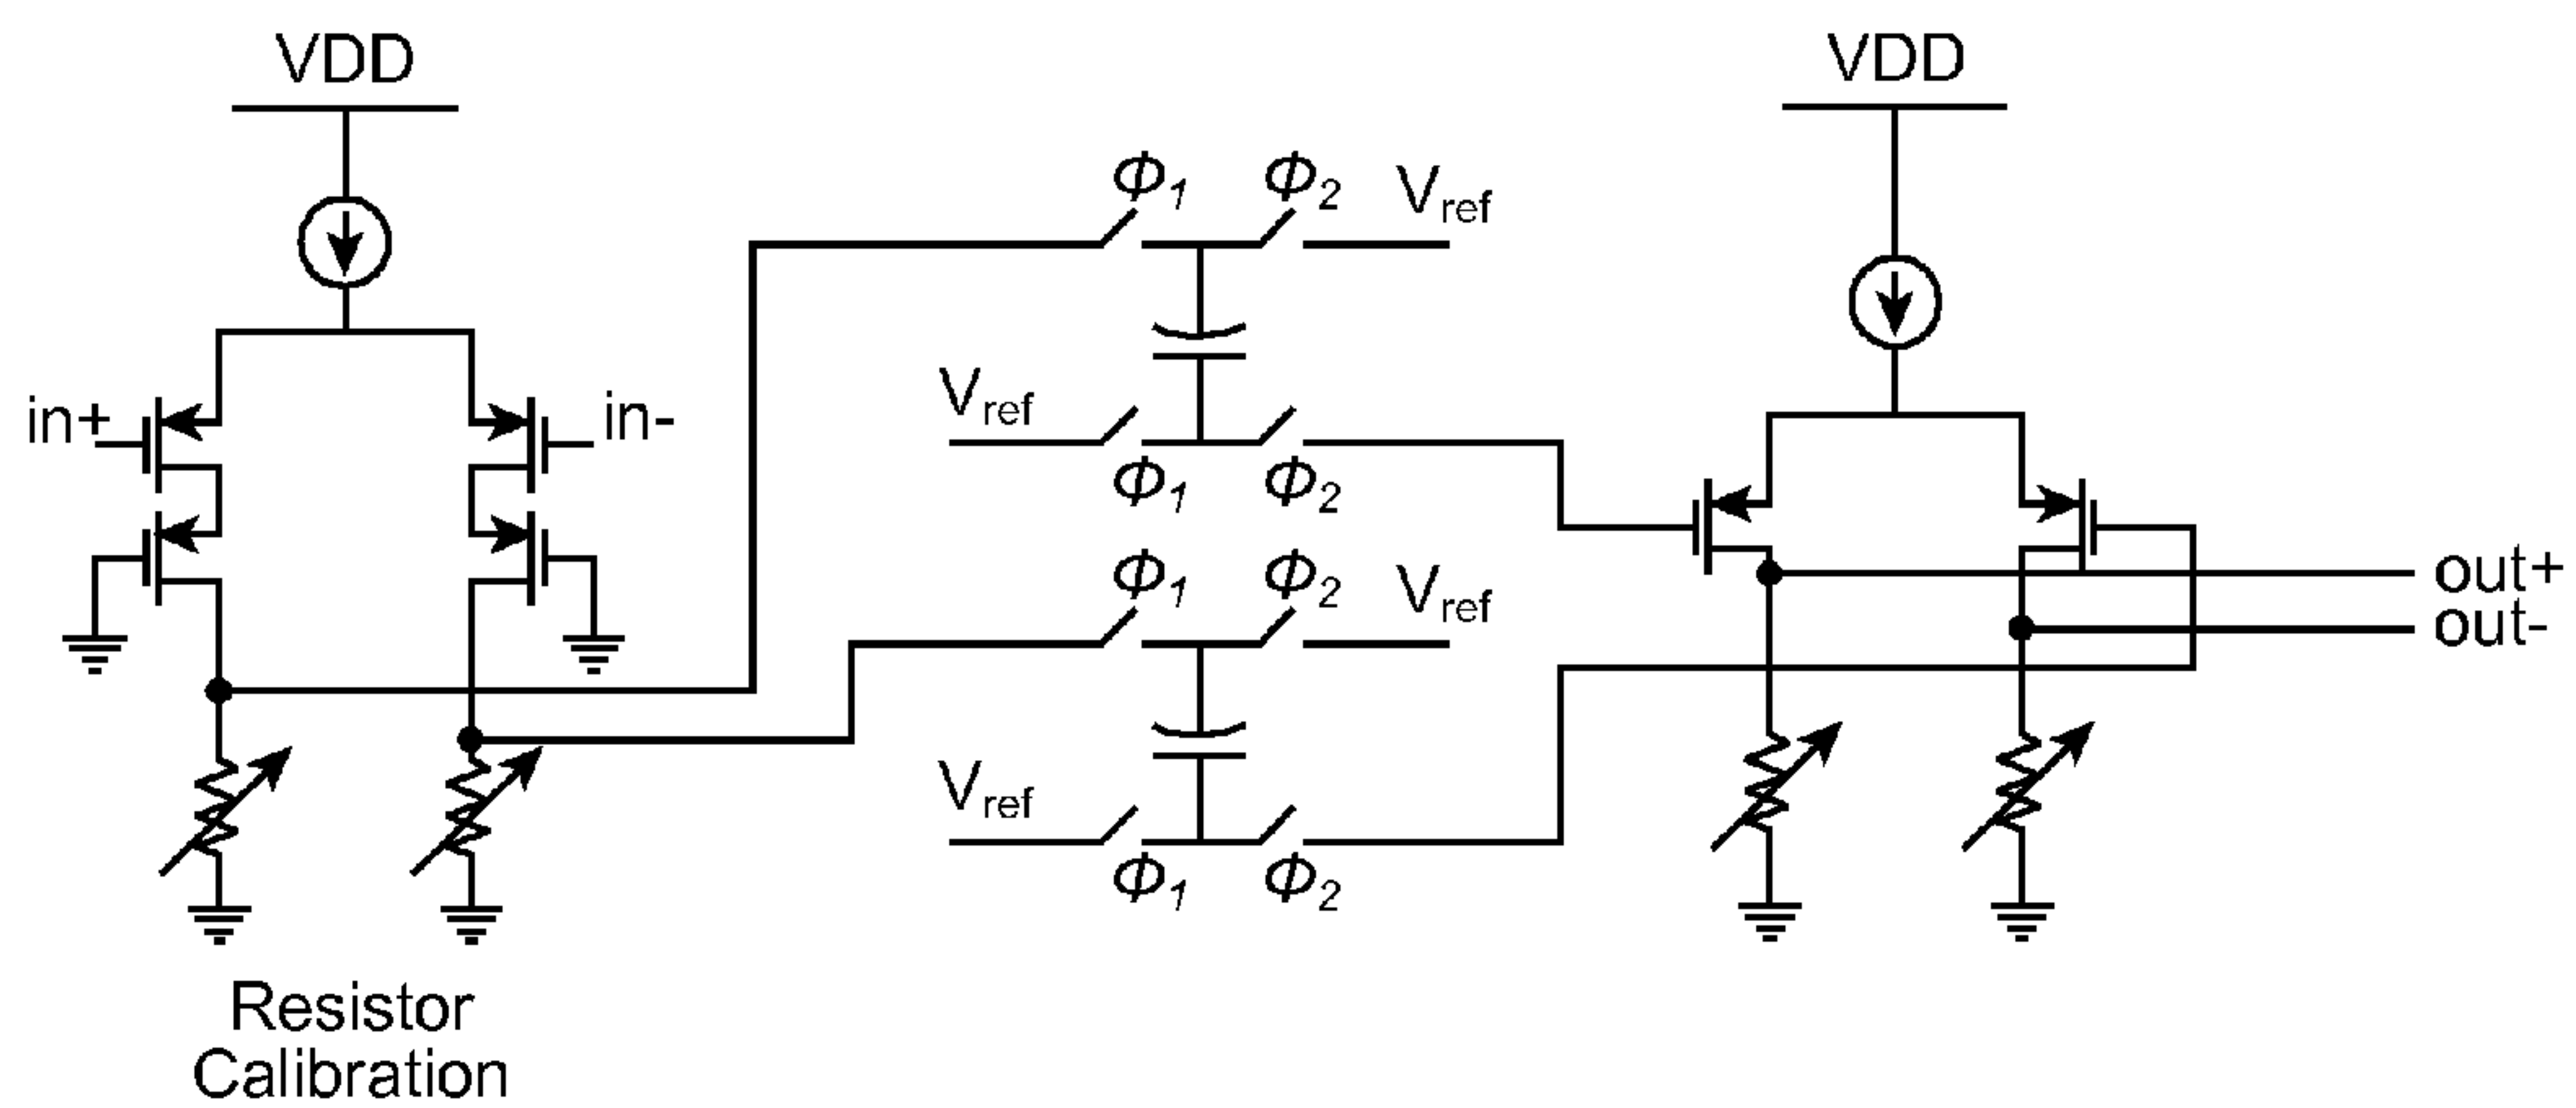 VDD
VDD
ϕ1
ϕ2
Vref
in+
in-
Vref
ϕ1
ϕ2
ϕ1
ϕ2
Vref
out+
out-
Vref
ϕ1
ϕ2
Resistor
Calibration